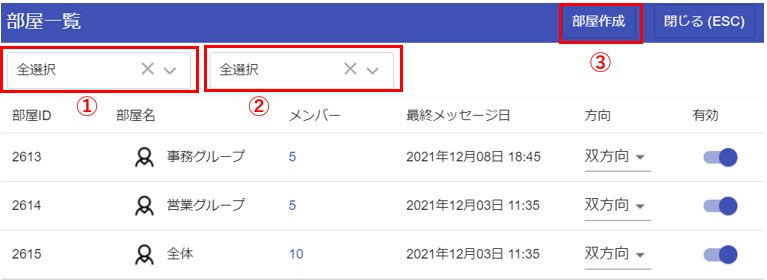 部屋一覧 部屋作成 閉じる (ESC)
③
全選択 全選択
① ②
部屋ID 部屋名 メンバー 最終メッセージ日 方向 有効
2613 事務グループ 5 2021年12月08日 18:45 双方向
2614 営業グループ 5 2021年12月03日 11:35 双方向
2615 全体 10 2021年12月03日 11:35 双方向